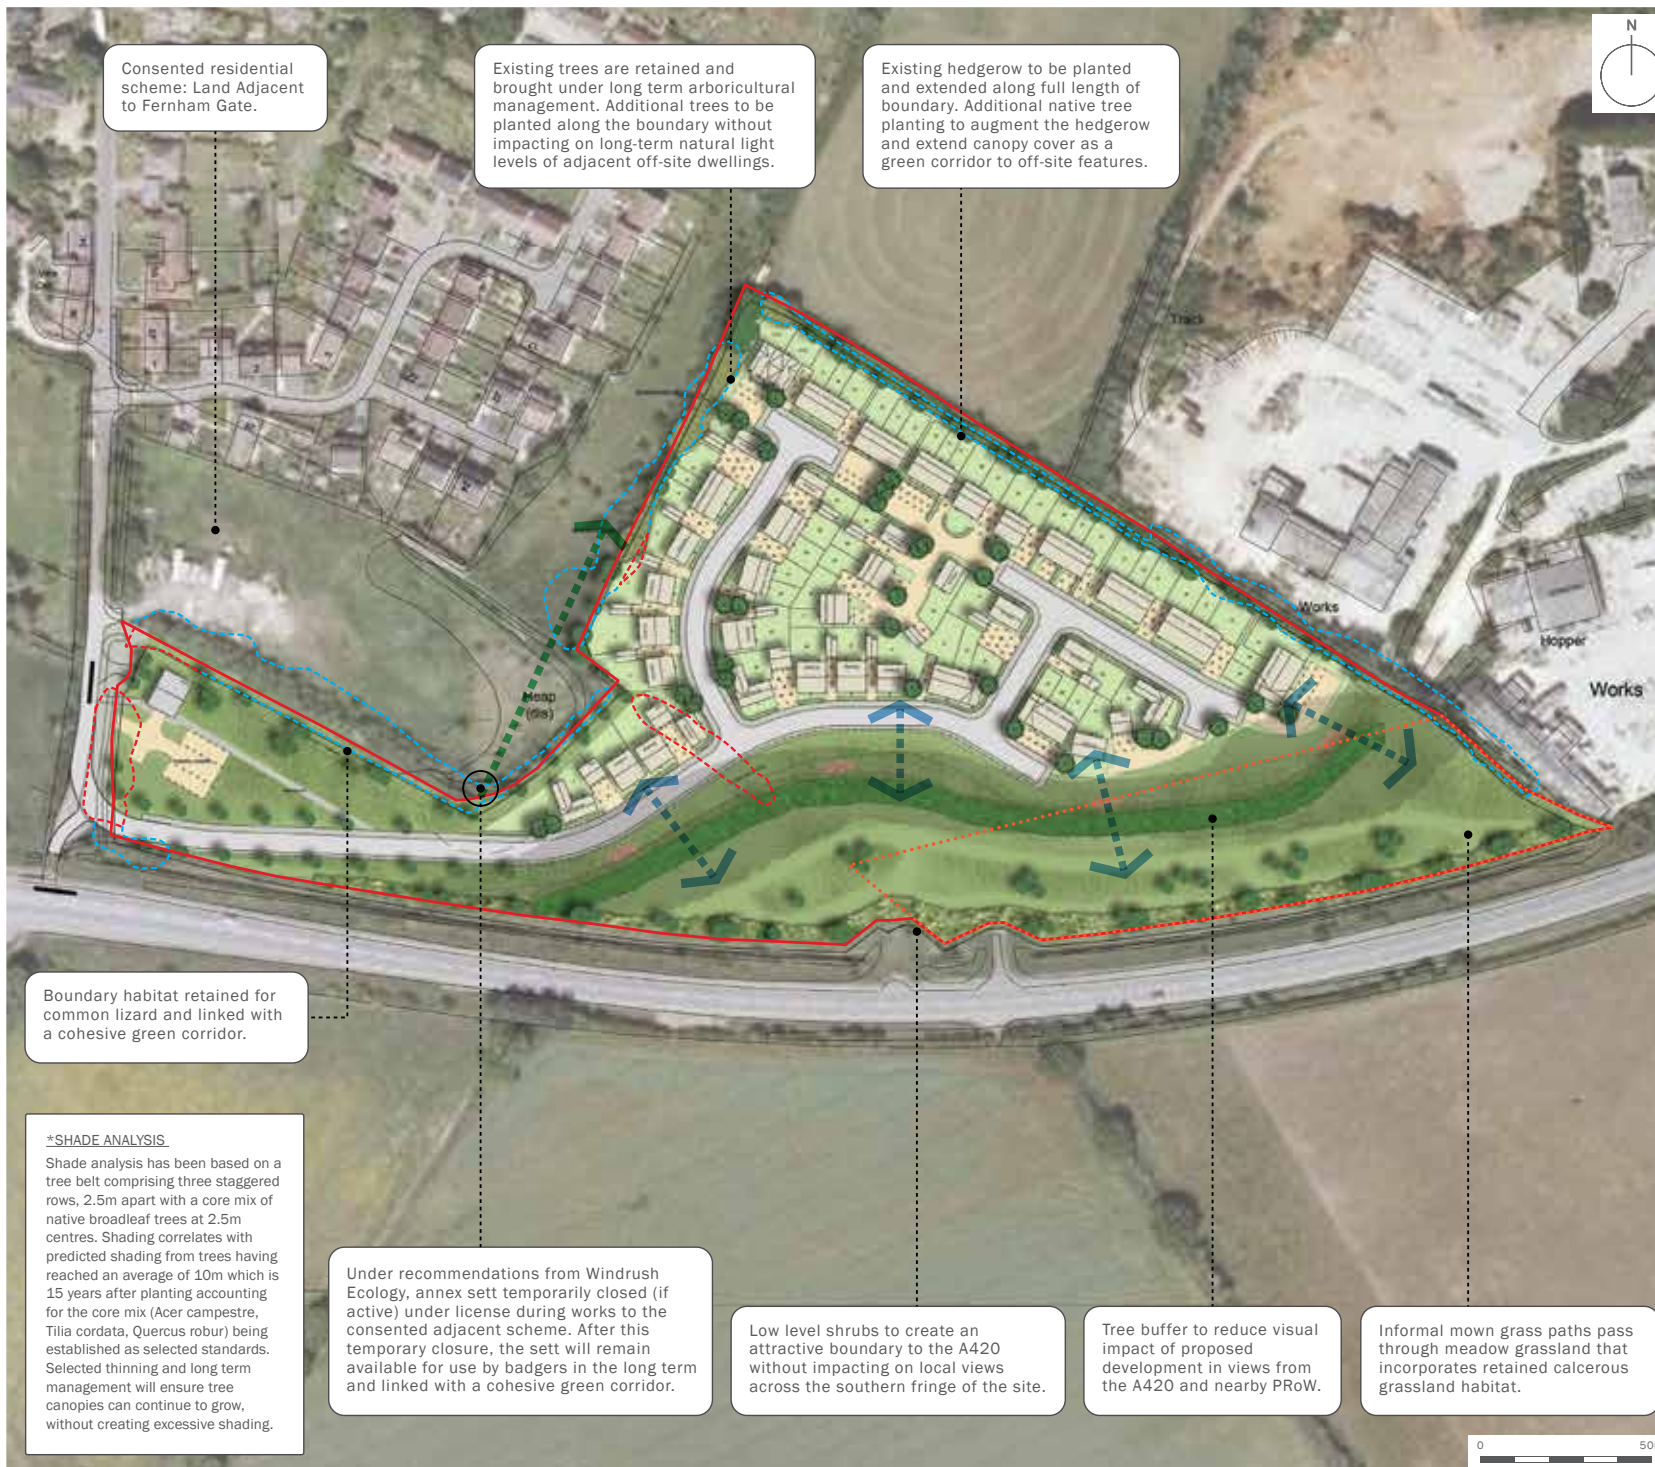 Consented residential
scheme: Land Adjacent
to Fernham Gate.
Existing trees are retained and
brought under long term arboricultural
management. Additional trees to be
planted along the boundary without
impacting on long-term natural light
levels of adjacent off-site dwellings.
Existing hedgerow to be planted
and extended along full length of
boundary. Additional native tree
planting to augment the hedgerow
and extend canopy cover as a
green corridor to off-site features.
N
Track
Works
Hopper
Works
Heap
Boundary habitat retained for
common lizard and linked with
a cohesive green corridor.
*SHADE ANALYSIS
Shade analysis has been based on a
tree belt comprising three staggered
rows, 2.5m apart with a core mix of
native broadleaf trees at 2.5m
centres. Shading correlates with
predicted shading from trees having
reached an average of 10m which is
15 years after planting accounting
for the core mix (Acer campestre,
Tilia cordata, Quercus robur) being
established as selected standards.
Selected thinning and long term
management will ensure tree
canopies can continue to grow,
without creating excessive shading.
Under recommendations from Windrush
Ecology, annex sett temporarily closed (if
active) under license during works to the
consented adjacent scheme. After this
temporary closure, the sett will remain
available for use by badgers in the long term
and linked with a cohesive green corridor.
Low level shrubs to create an
attractive boundary to the A420
without impacting on local views
across the southern fringe of the site.
Tree buffer to reduce visual
impact of proposed
development in views from
the A420 and nearby PRoW.
Informal mown grass paths pass
through meadow grassland that
incorporates retained calcerous
grassland habitat.
0 50